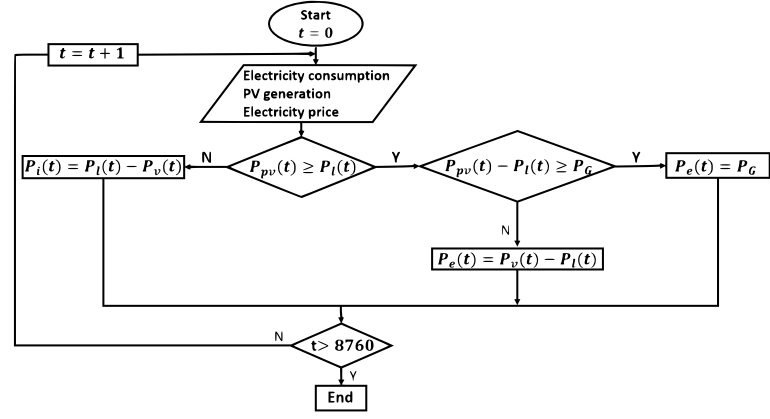 Start
t = 0
t = t + 1
Electricity consumption
PV generation
Electricity price
N
Y
Y
P_i(t) = P_l(t) − P_v(t)
P_pv(t) ≥ P_l(t)
P_pv(t) − P_l(t) ≥ P_G
P_e(t) = P_G
N
P_e(t) = P_v(t) − P_l(t)
N
t> 8760
Y
End